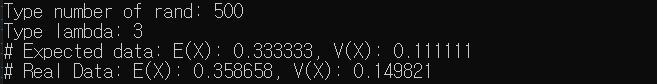 Type number of rand: 500
Type lambda: 3
# Expected data: E(X): 0.333333, V(X): 0.111111
# Real Data: E(X): 0.358658, V(X): 0.149821